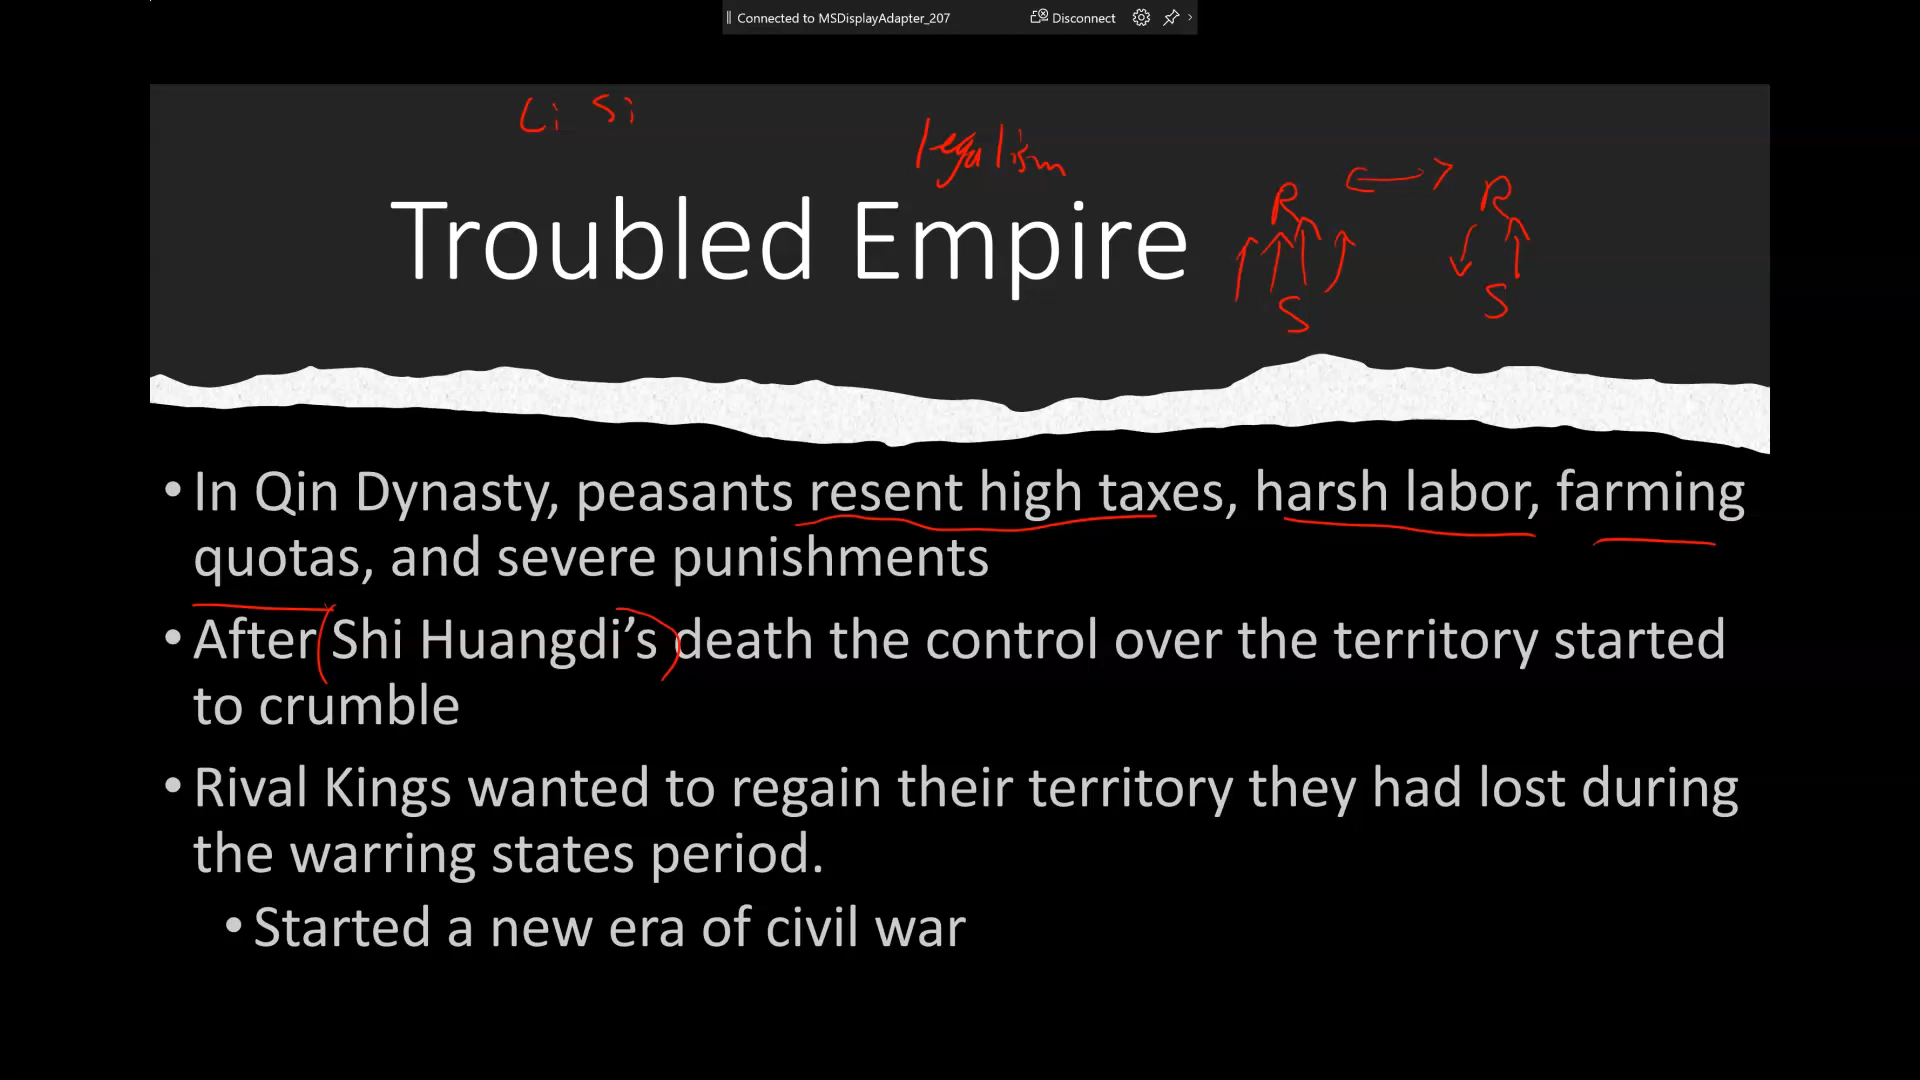 Connected to MSDisplayAdapter_207 Disconnect
Li Si
legalism
R R
Troubled Empire
S S
• In Qin Dynasty, peasants resent high taxes, harsh labor, farming
quotas, and severe punishments
• After Shi Huangdi’s death the control over the territory started
to crumble
• Rival Kings wanted to regain their territory they had lost during
the warring states period.
• Started a new era of civil war